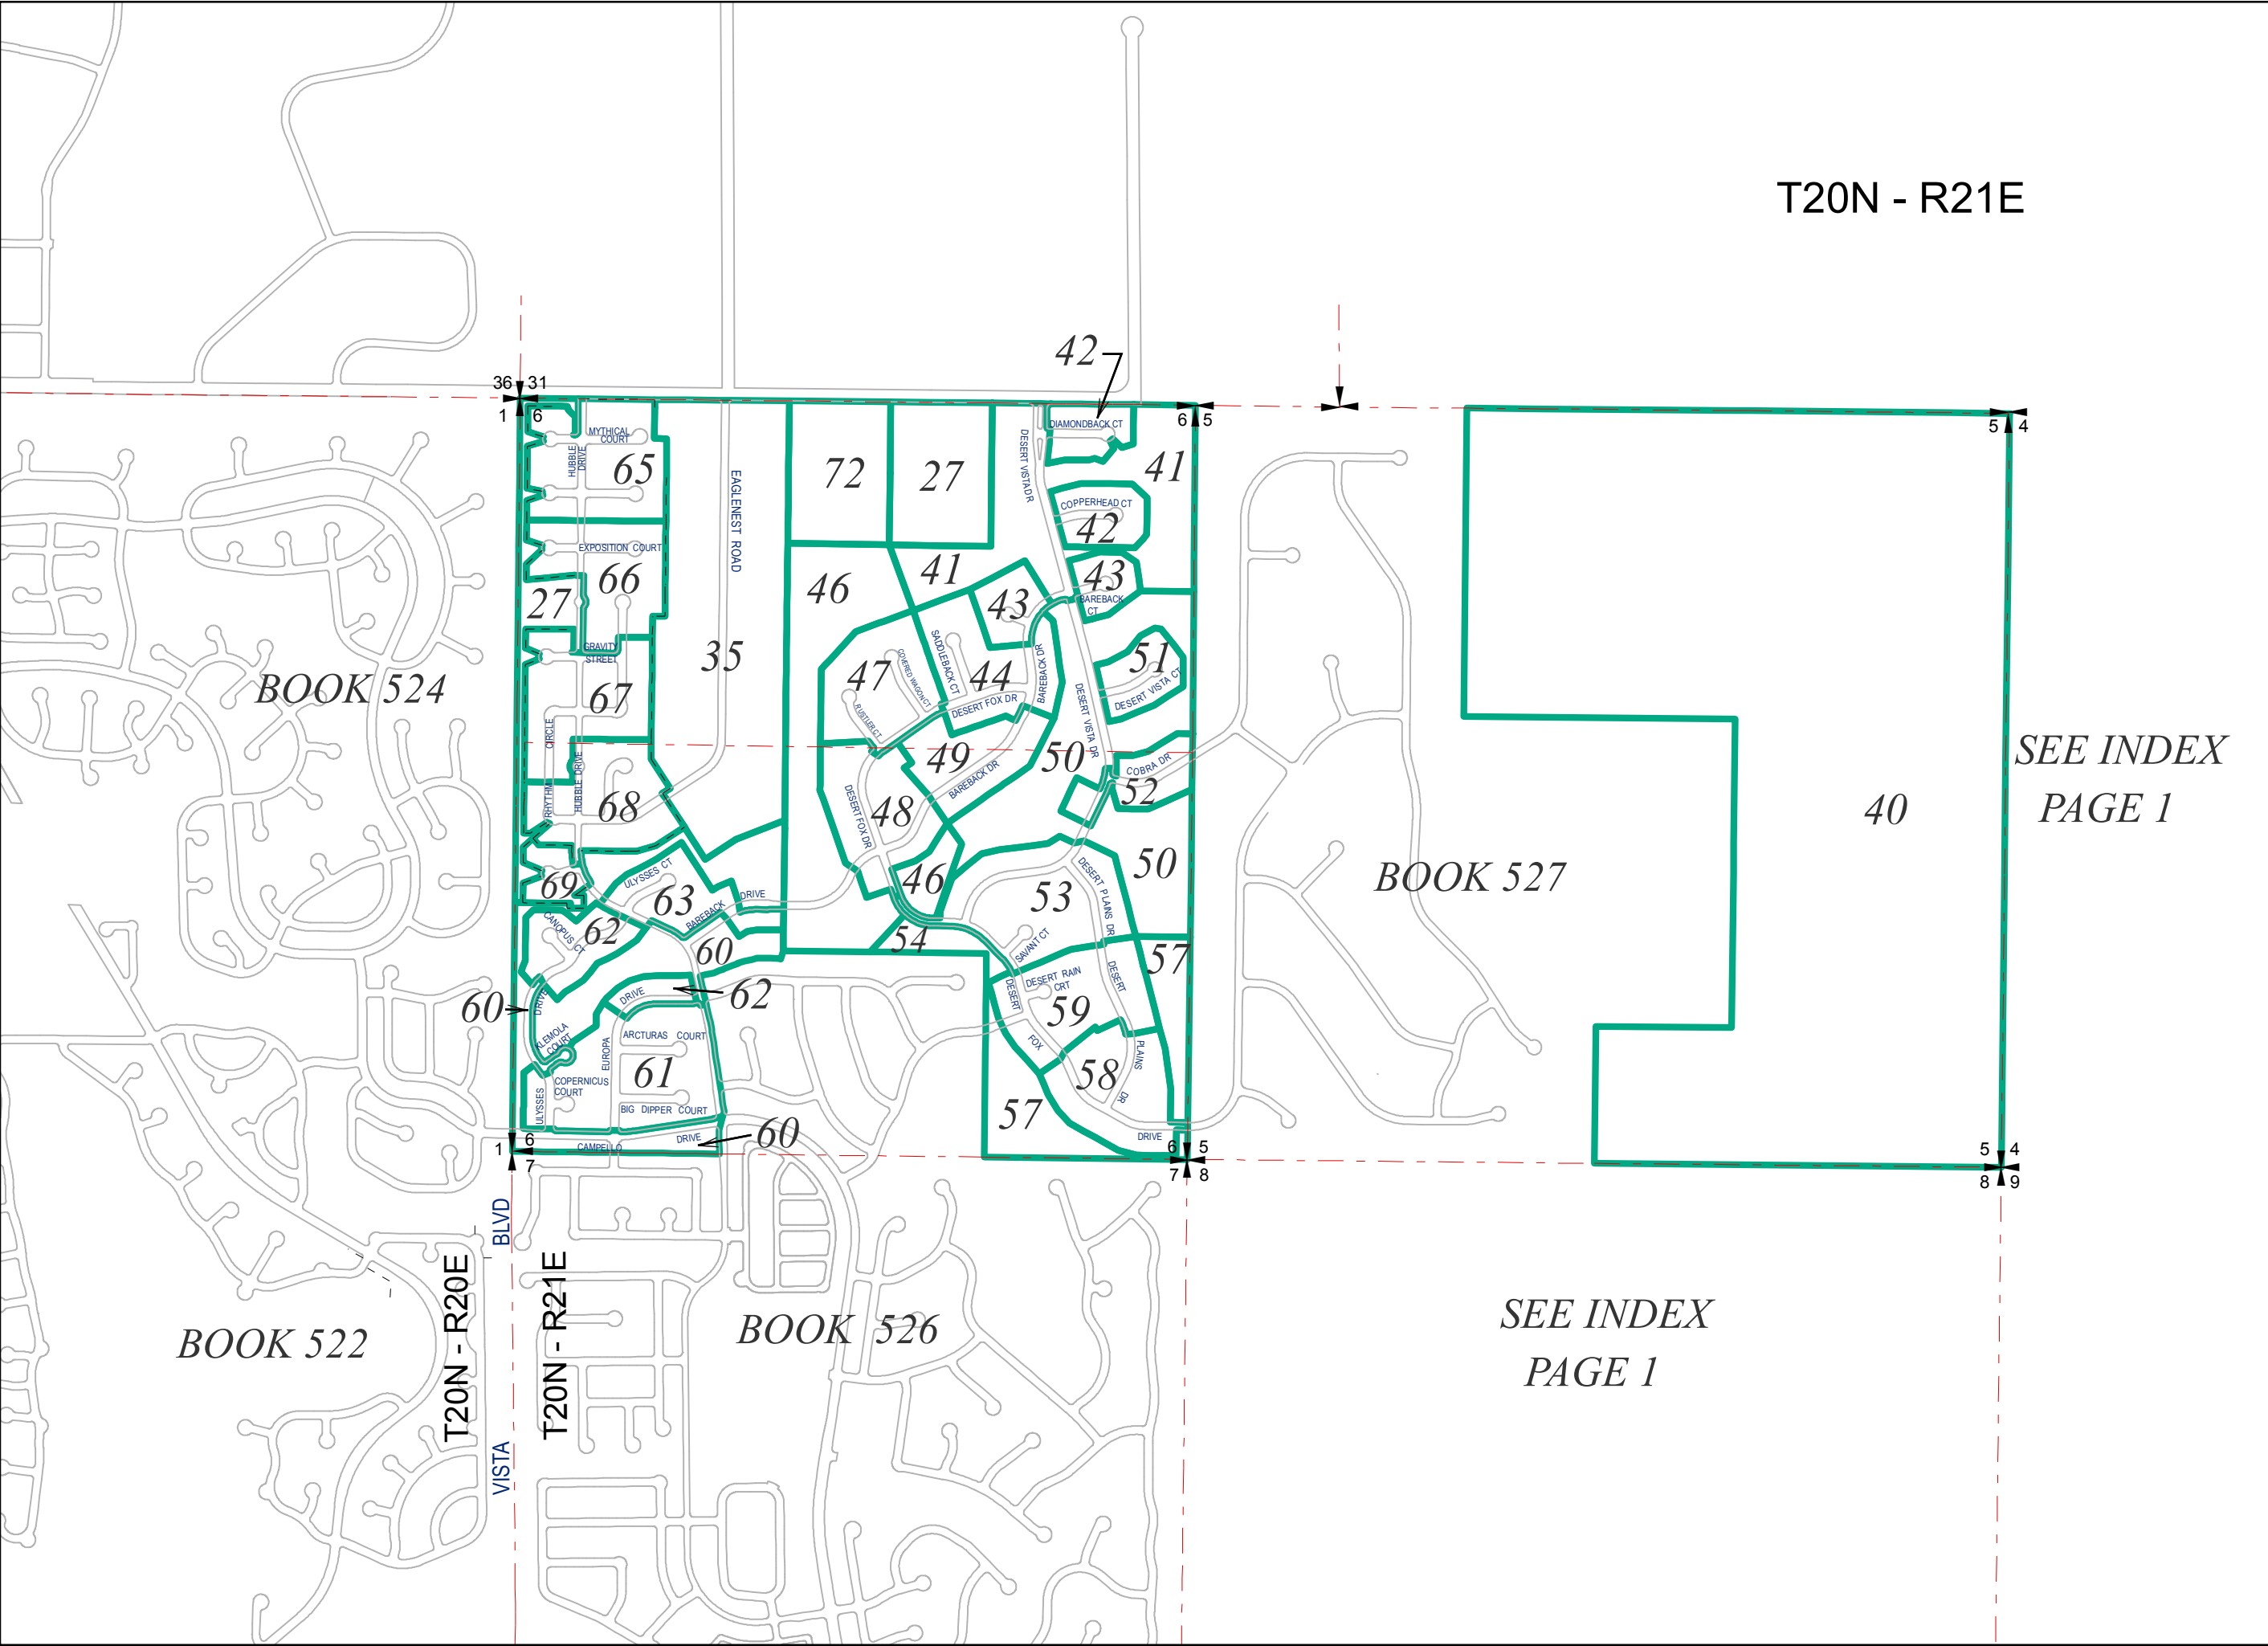 T20N - R21E
42
36 31
1 6
6 5
5 4
DIAMONDBACK CT
MYTHICAL
COURT
HUBBLE
DRIVE
65
EAGLENEST ROAD
72
27
DESERT VISTA DR
41
COPPERHEAD CT
42
EXPOSITION COURT
66
27
46
41
43
43
BAREBACK
CT
GRAVITY
STREET
35
SADDLEBACK CT
COVERED WAGON CT
47
44
BAREBACK DR
51
DESERT VISTA CT
BOOK 524
67
RUSTLER CT
DESERT FOX DR
DESERT VISTA DR
RHYTHM CIRCLE
HUBBLE DRIVE
49
50
COBRA DR
52
SEE INDEX
PAGE 1
68
DESERT FOX DR
48
BAREBACK DR
40
50
ULYSSES CT
69
63
46
53
DESERT PLAINS DR
BOOK 527
BAREBACK DRIVE
CANOPUS CT
62
60
54
SAVANT CT
57
DESERT RAIN
CRT
60
DRIVE
DRIVE
62
DESERT
DESERT
59
KLEMOLA
COURT
ARCTURAS COURT
EUROPA
FOX
PLAINS
61
COPERNICUS
COURT
58
ULYSSES
BIG DIPPER COURT
DR
57
CAMPELLO DRIVE
60
DRIVE
1 6
7
6 5
7 8
5 4
8 9
BLVD
VISTA
T20N - R20E
T20N - R21E
BOOK 522
BOOK 526
SEE INDEX
PAGE 1